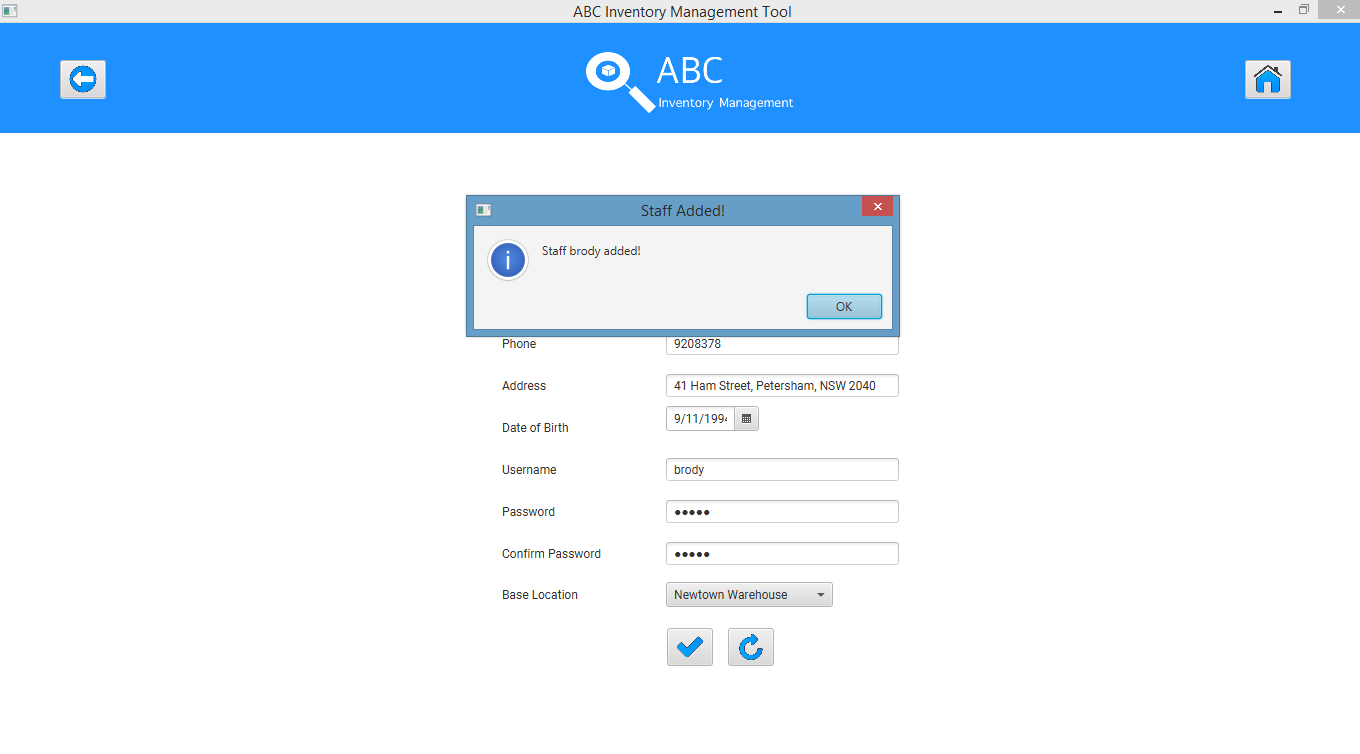 ABC Inventory Management Tool
ABC
Inventory Management
Staff Added!
Staff brody added!
OK
Phone 9208378
Address 41 Ham Street, Petersham, NSW 2040
Date of Birth 9/11/1994
Username brody
Password ●●●●●
Confirm Password ●●●●●
Base Location Newtown Warehouse